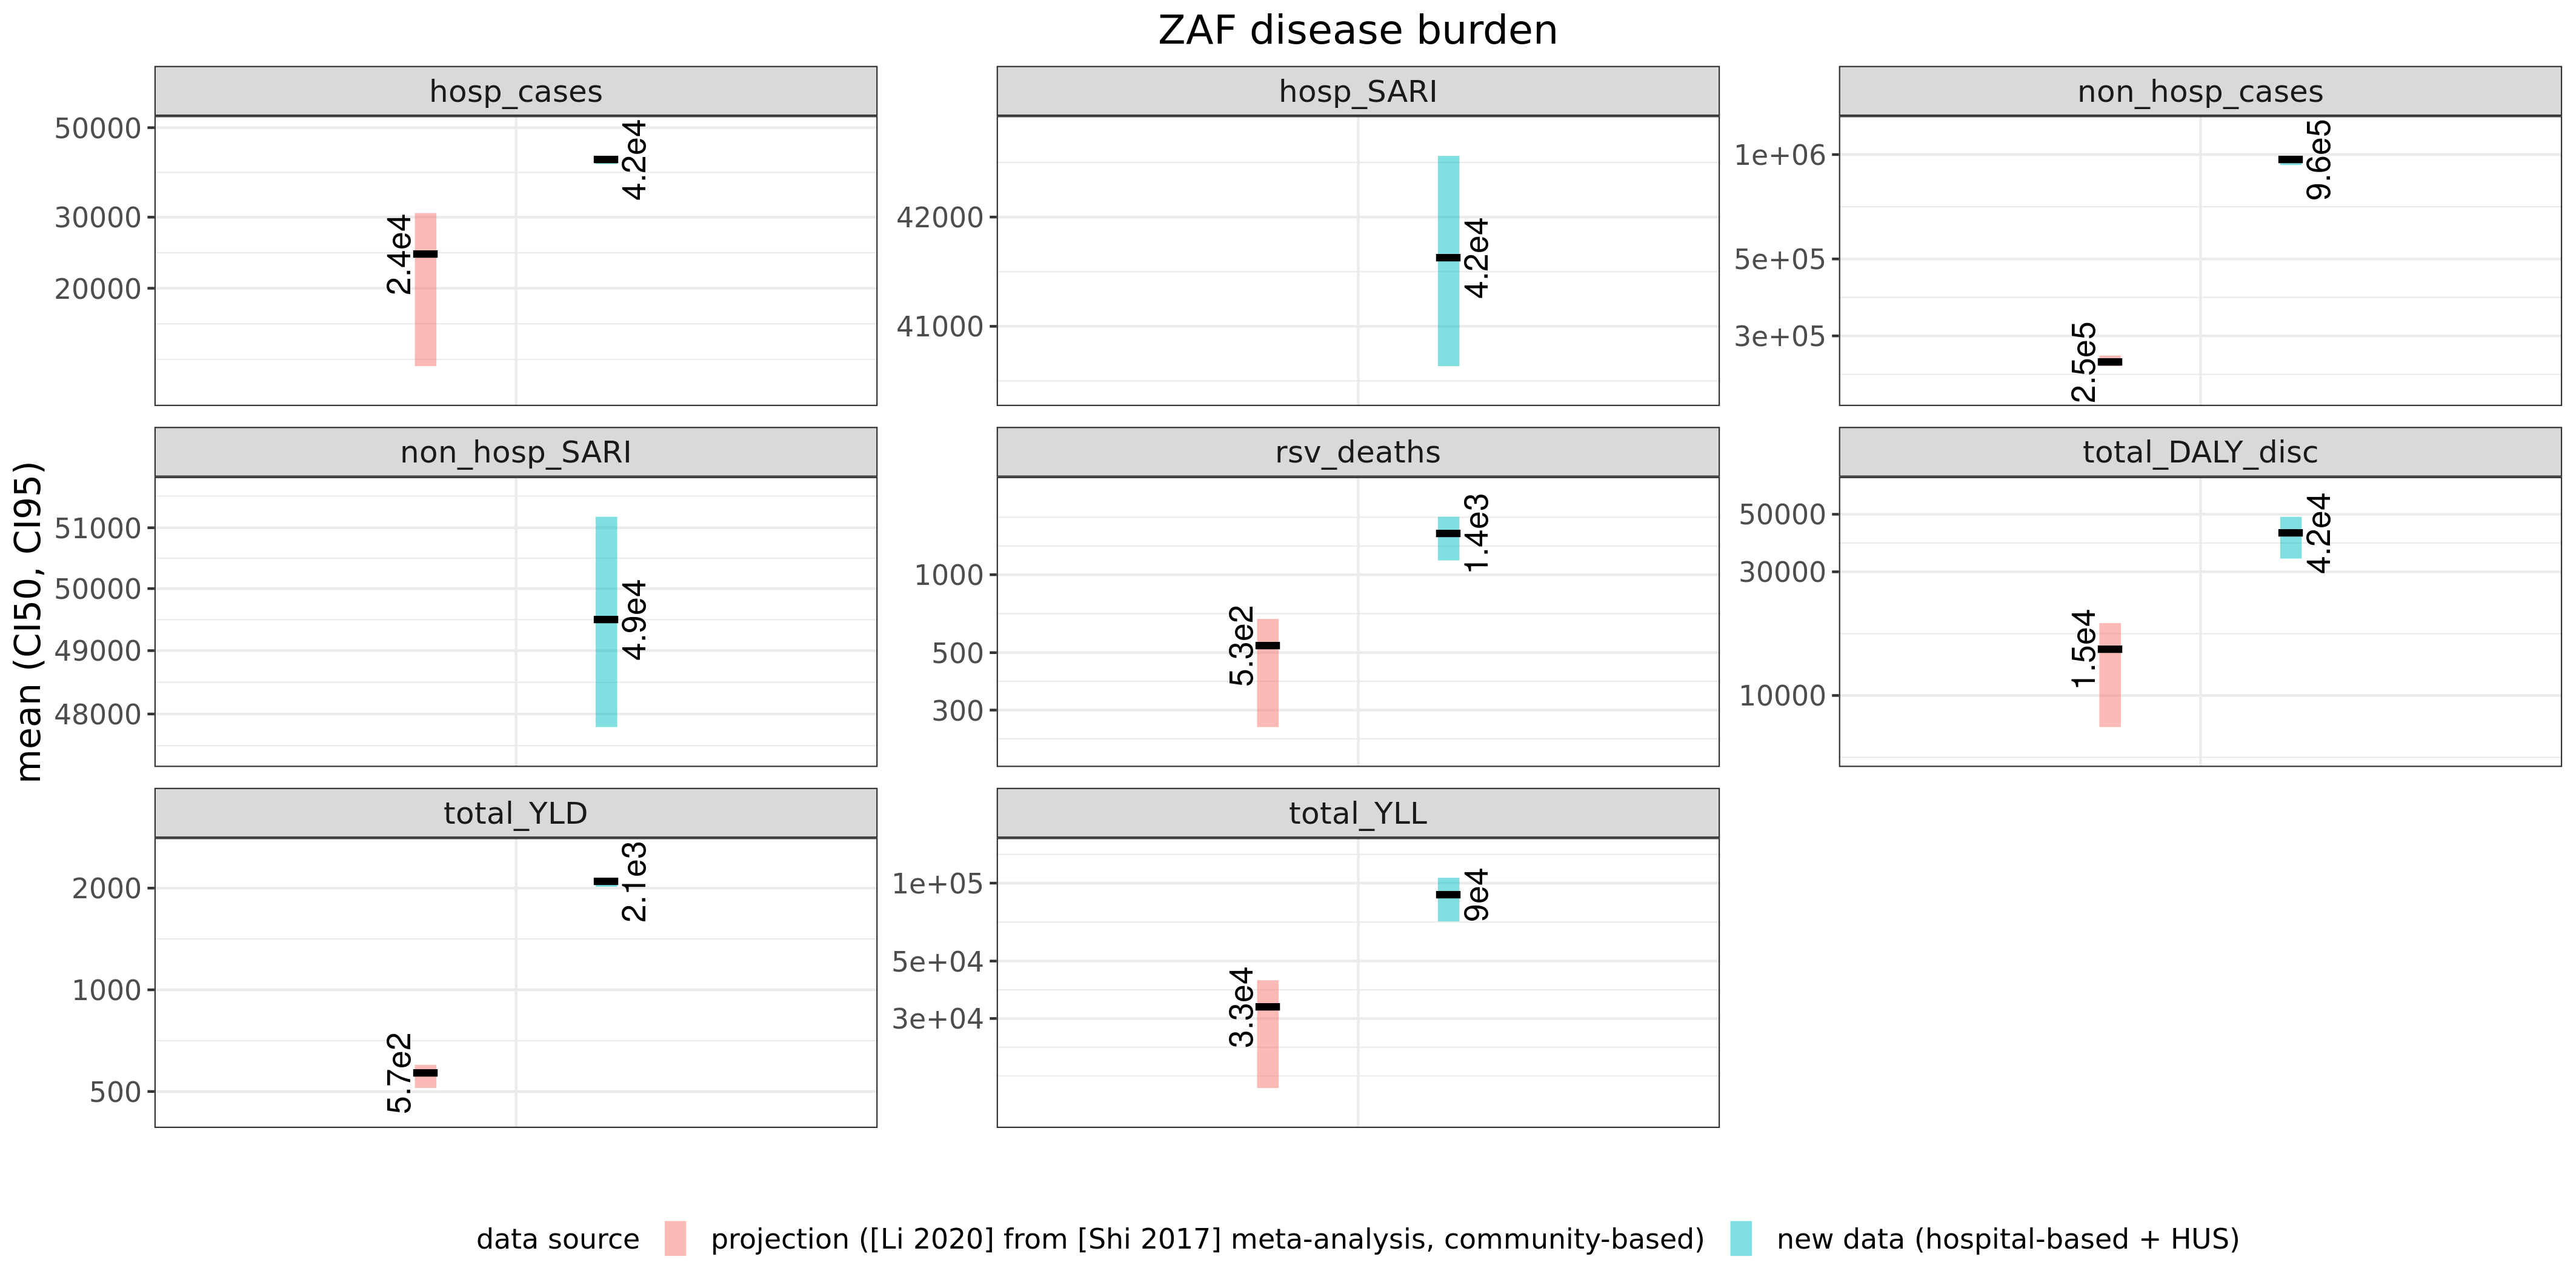 ZAF disease burden
mean (CI50, CI95)
hosp_cases
50000
30000
20000
2.4e4
4.2e4
hosp_SARI
42000
41000
4.2e4
non_hosp_cases
1e+06
5e+05
3e+05
2.5e5
9.6e5
non_hosp_SARI
51000
50000
49000
48000
4.9e4
rsv_deaths
1000
500
300
5.3e2
1.4e3
total_DALY_disc
50000
30000
10000
1.5e4
4.2e4
total_YLD
2000
1000
500
5.7e2
2.1e3
total_YLL
1e+05
5e+04
3e+04
3.3e4
9e4
data source projection ([Li 2020] from [Shi 2017] meta-analysis, community-based) new data (hospital-based + HUS)